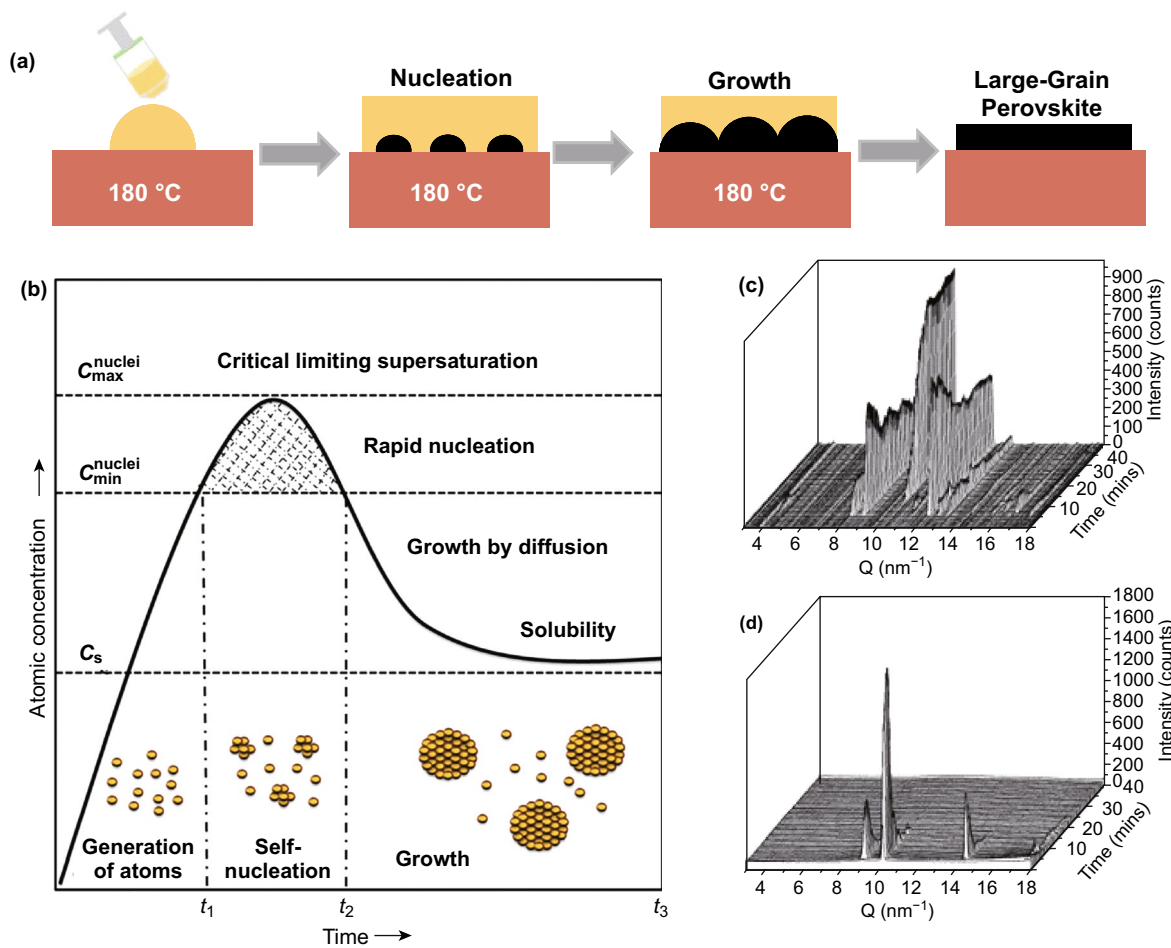 (a)
Nucleation
Growth
Large-Grain
Perovskite
180 °C
180 °C
180 °C
(b)
C_max^nuclei
Critical limiting supersaturation
Rapid nucleation
C_min^nuclei
Growth by diffusion
Solubility
C_s
Atomic concentration
Generation
of atoms
Self-
nucleation
Growth
t_1
t_2
t_3
Time
(c)
900
800
700
600
500
400
300
200
100
0
Intensity (counts)
40
30
20
10
Time (mins)
4 6 8 10 12 14 16 18
Q (nm⁻¹)
(d)
1800
1600
1400
1200
1000
800
600
400
200
0
Intensity (counts)
40
30
20
10
Time (mins)
4 6 8 10 12 14 16 18
Q (nm⁻¹)